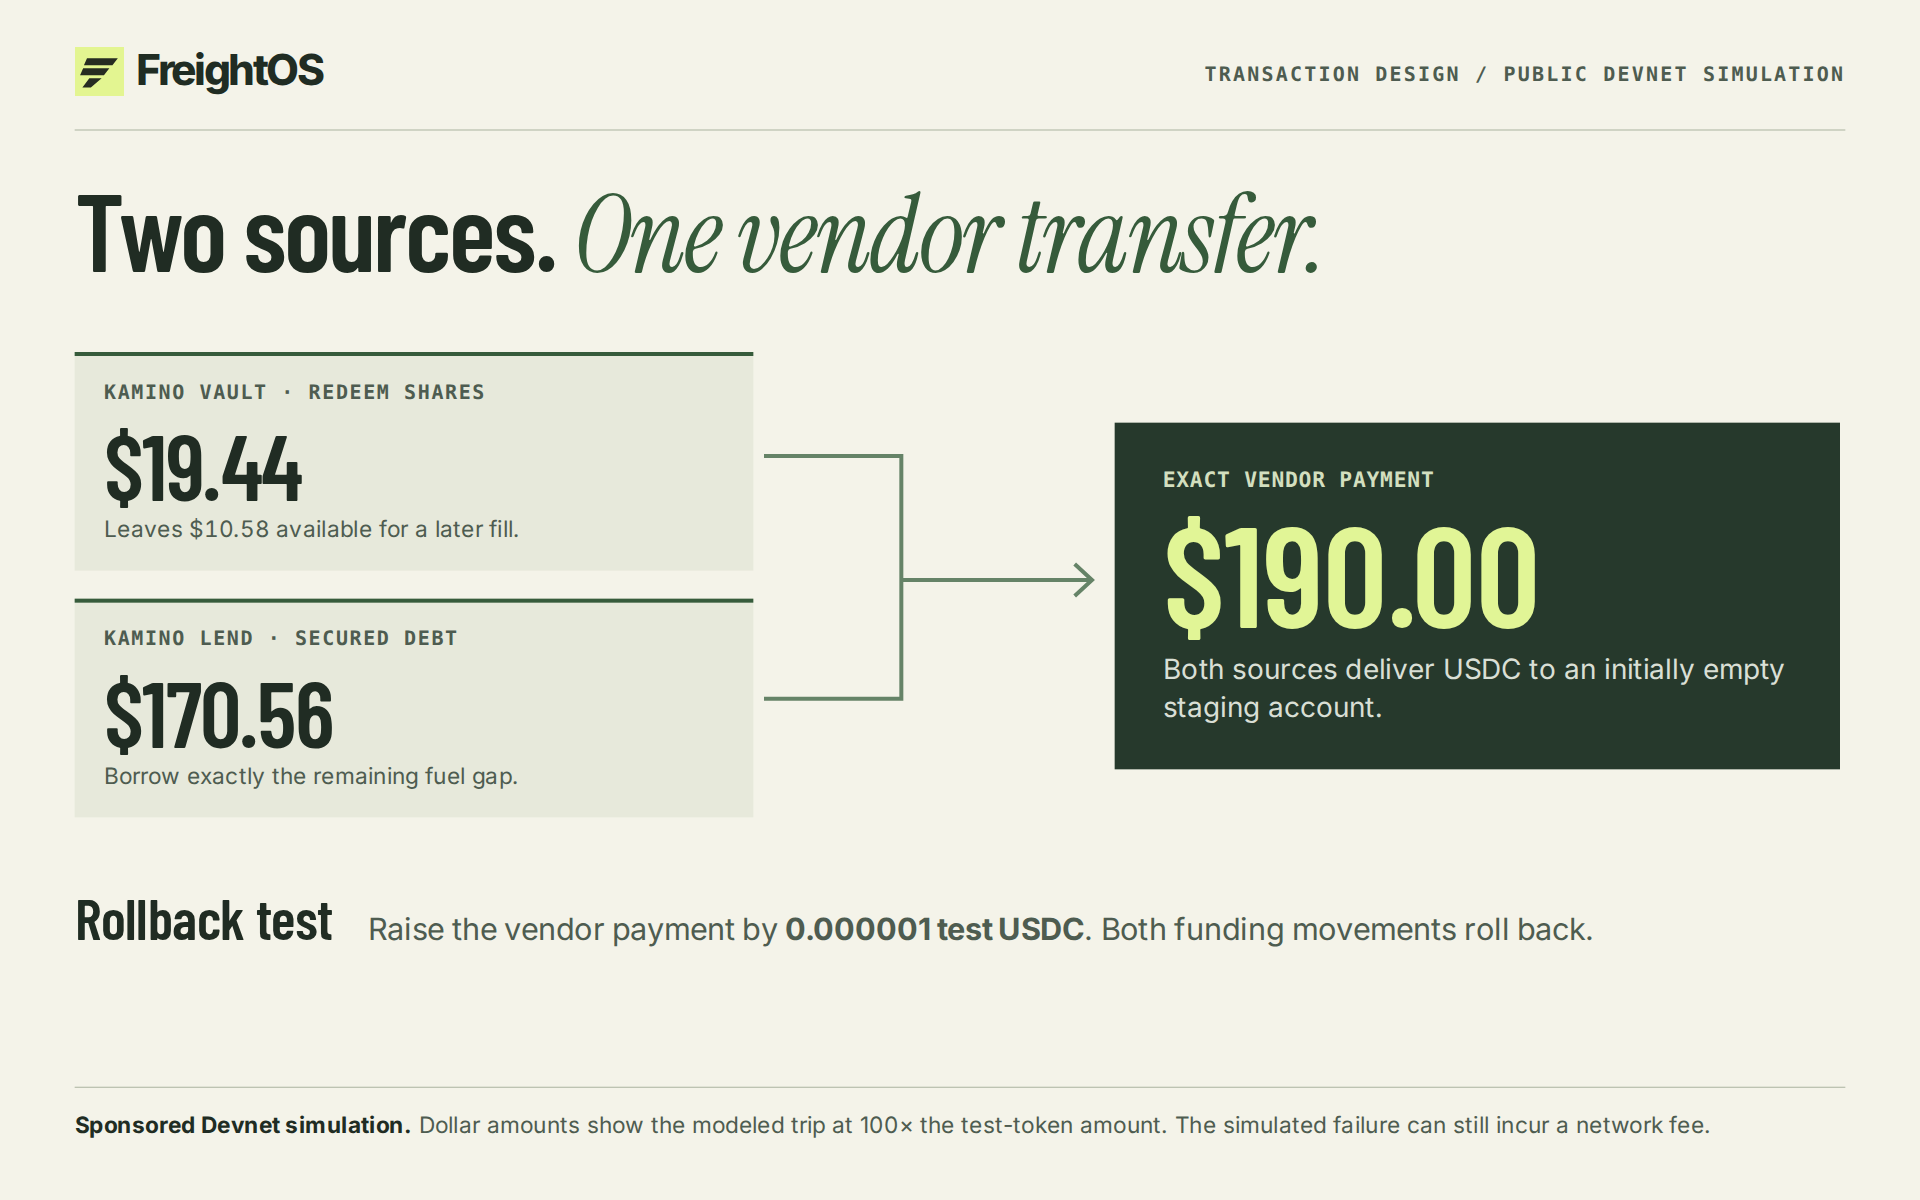 FreightOS
TRANSACTION DESIGN / PUBLIC DEVNET SIMULATION
Two sources. One vendor transfer.
KAMINO VAULT · REDEEM SHARES
$19.44
Leaves $10.58 available for a later fill.
KAMINO LEND · SECURED DEBT
$170.56
Borrow exactly the remaining fuel gap.
EXACT VENDOR PAYMENT
$190.00
Both sources deliver USDC to an initially empty
staging account.
Rollback test
Raise the vendor payment by 0.000001 test USDC. Both funding movements roll back.
Sponsored Devnet simulation. Dollar amounts show the modeled trip at 100× the test-token amount. The simulated failure can still incur a network fee.